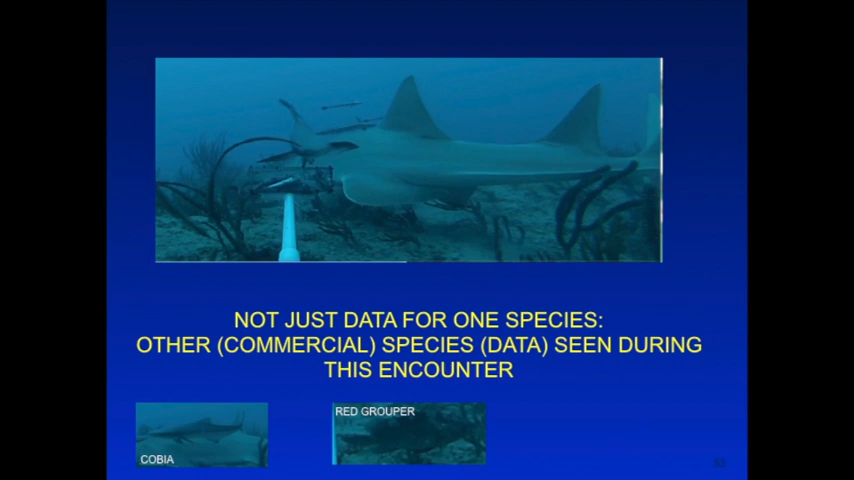 NOT JUST DATA FOR ONE SPECIES:
OTHER (COMMERCIAL) SPECIES (DATA) SEEN DURING
THIS ENCOUNTER
COBIA
RED GROUPER